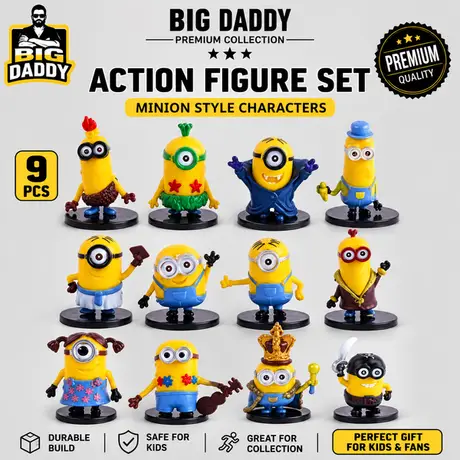 BIG
DADDY
BIG DADDY
PREMIUM COLLECTION
ACTION FIGURE SET
MINION STYLE CHARACTERS
PREMIUM
QUALITY
9
PCS
DURABLE
BUILD
SAFE FOR
KIDS
GREAT FOR
COLLECTION
PERFECT GIFT
FOR KIDS & FANS